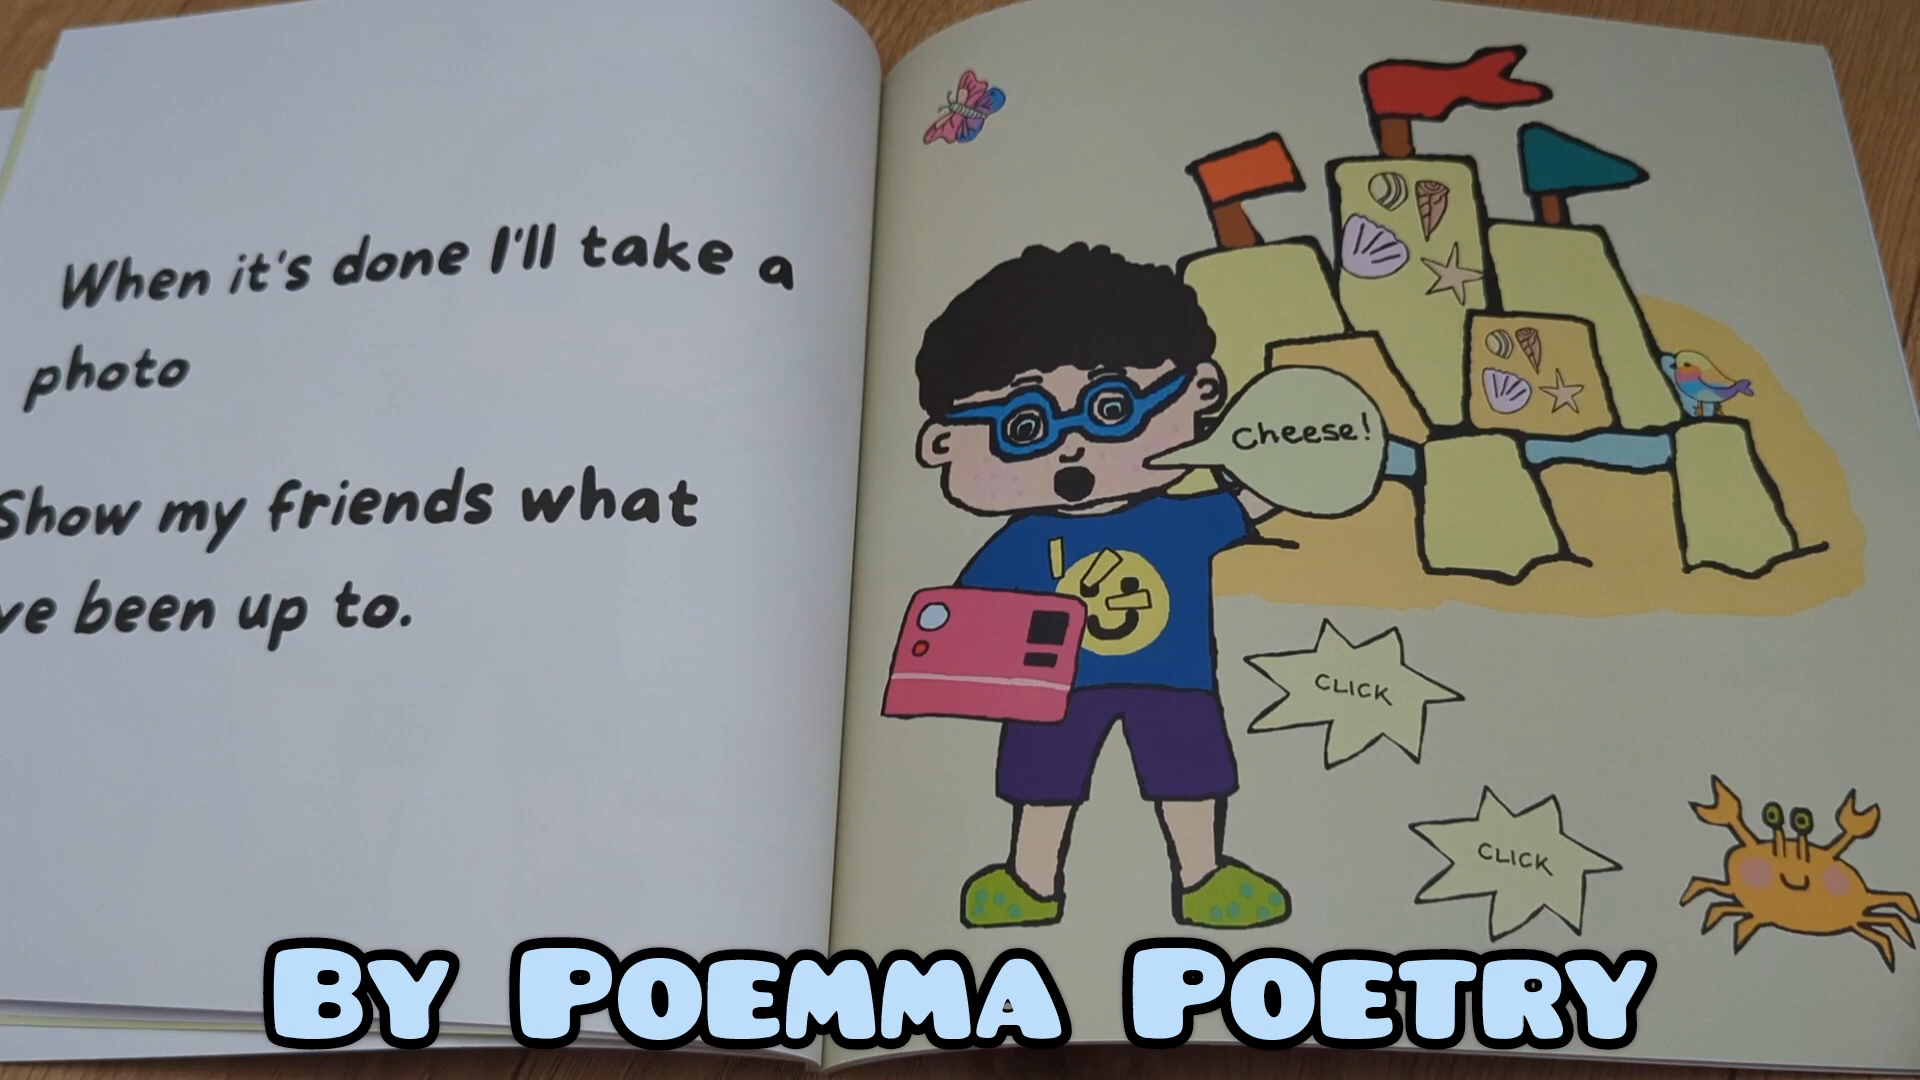 When it's done I'll take a
photo
Show my friends what
've been up to.
Cheese!
CLICK
CLICK
By Poemma Poetry